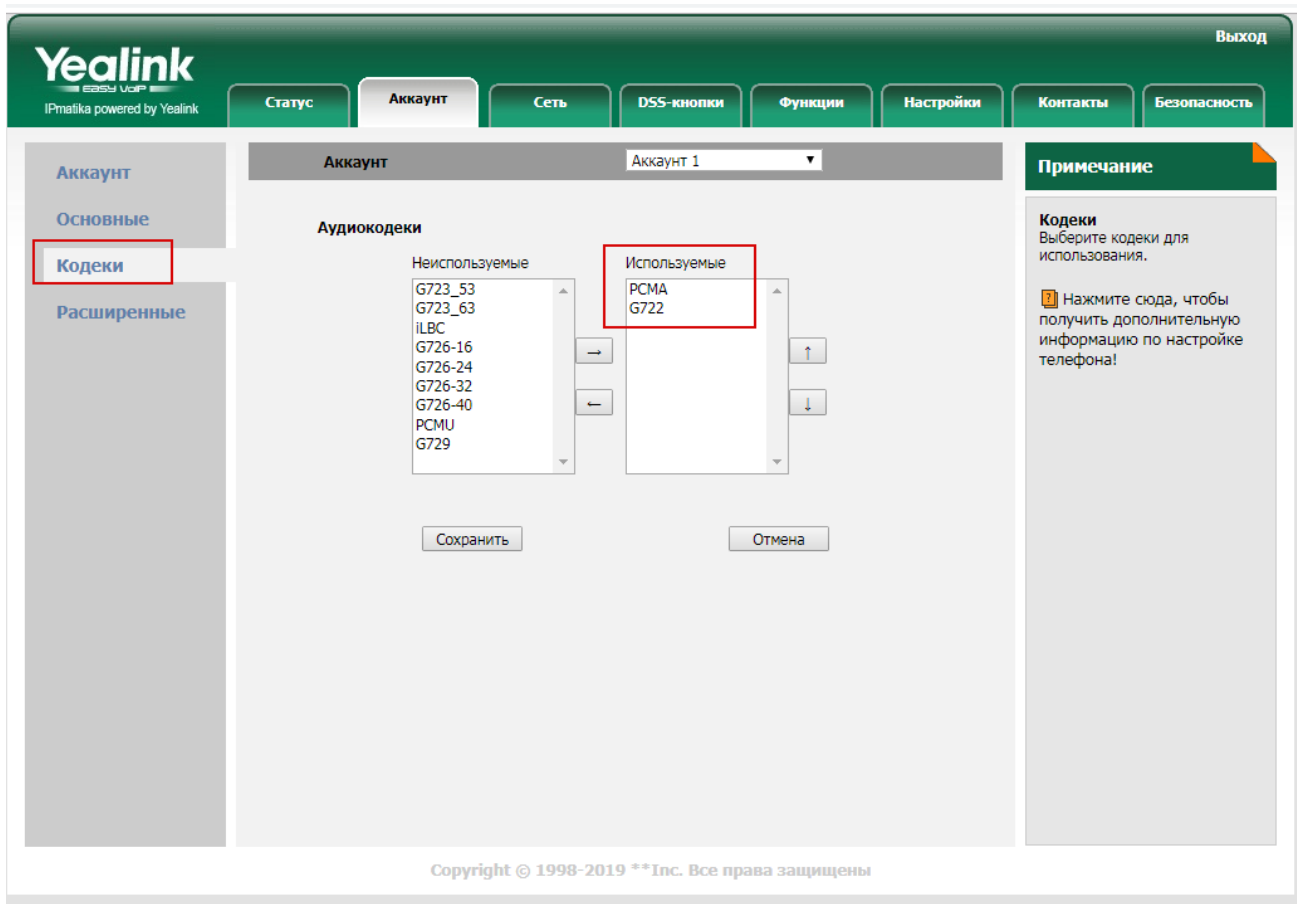 Выход
Yealink
EASY VoIP
IPmatika powered by Yealink
Статус
Аккаунт
Сеть
DSS-кнопки
Функции
Настройки
Контакты
Безопасность
Аккаунт
Основные
Кодеки
Расширенные
Аккаунт
Аккаунт 1
Аудиокодеки
Неиспользуемые
G723_53
G723_63
iLBC
G726-16
G726-24
G726-32
G726-40
PCMU
G729
→
←
Используемые
PCMA
G722
↑
↓
Сохранить
Отмена
Примечание
Кодеки
Выберите кодеки для
использования.
Нажмите сюда, чтобы
получить дополнительную
информацию по настройке
телефона!
Copyright © 1998-2019 **Inc. Все права защищены